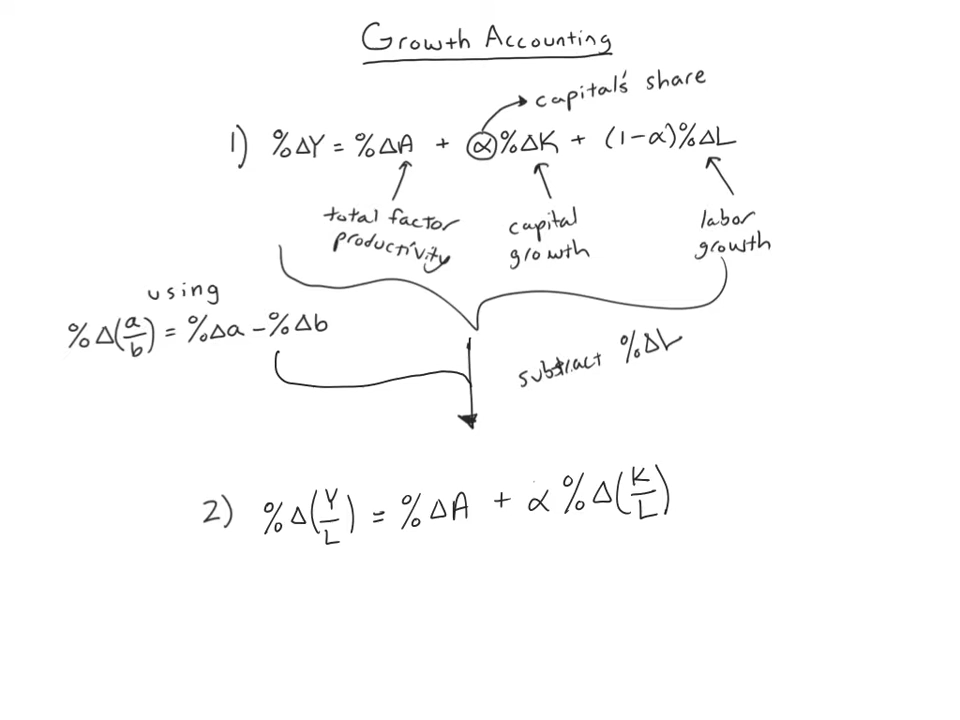 Growth Accounting
capital's share
1) %ΔY = %ΔA + α%ΔK + (1-α)%ΔL
total factor
productivity
capital
growth
labor
growth
using
%Δ(a/b) = %Δa - %Δb
subtract %ΔL
2) %Δ(Y/L) = %ΔA + α%Δ(K/L)